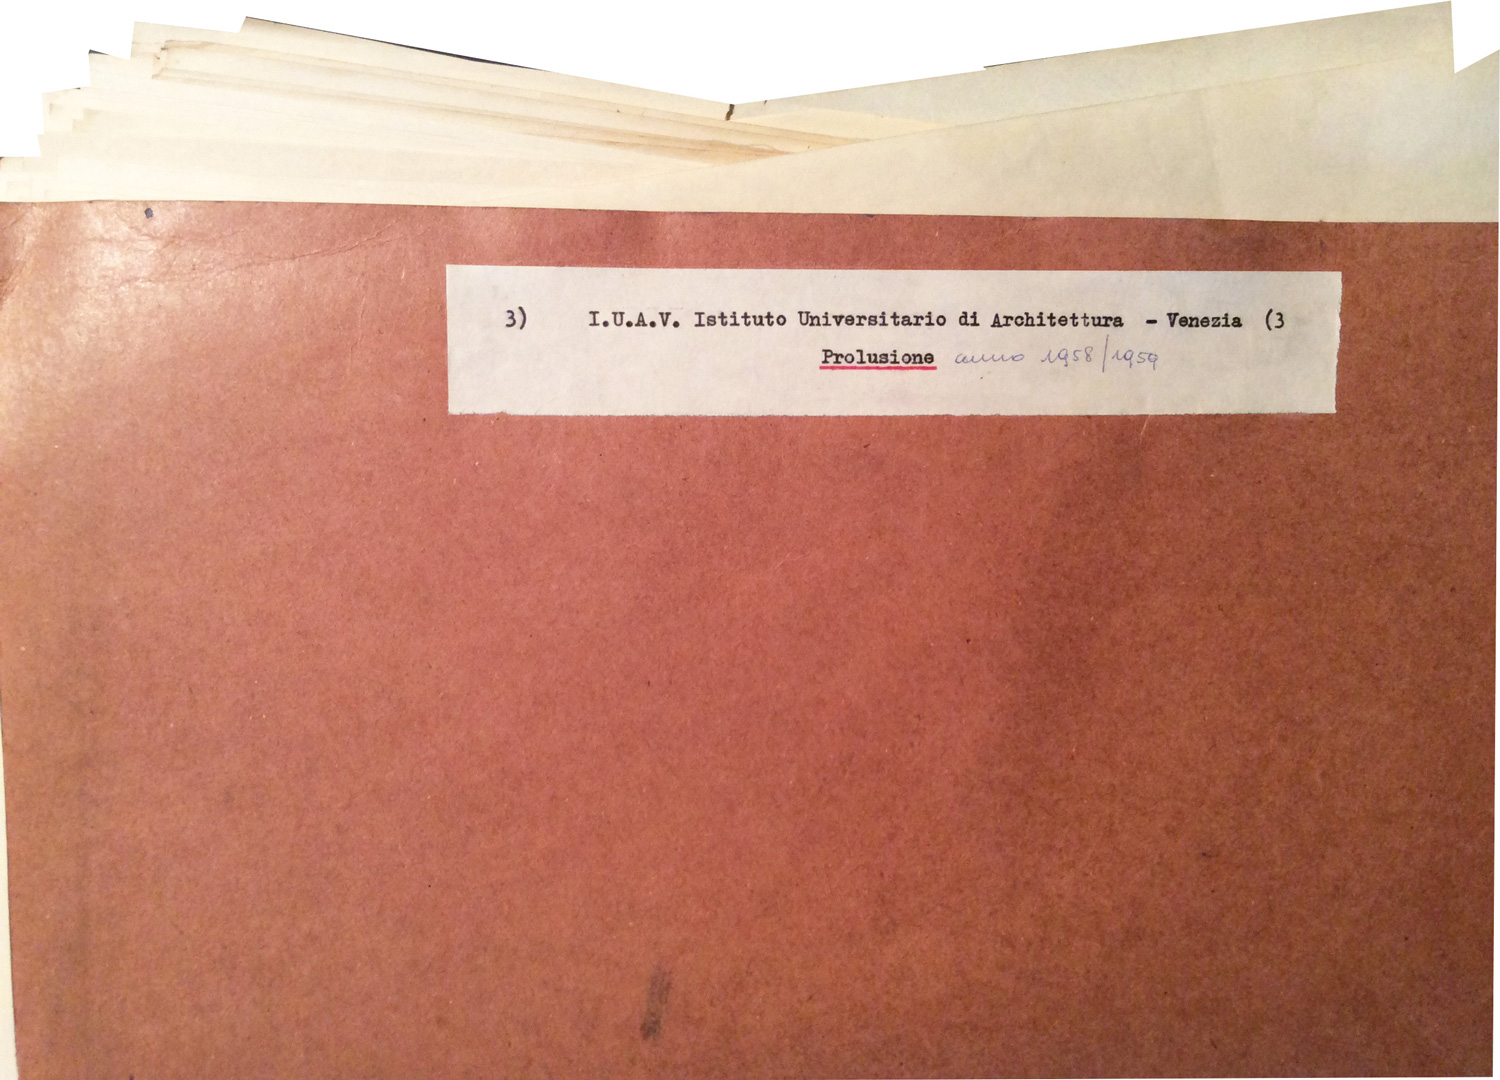 3) I.U.A.V. Istituto Universitario di Architettura - Venezia (3
Prolusione anno 1958/1959